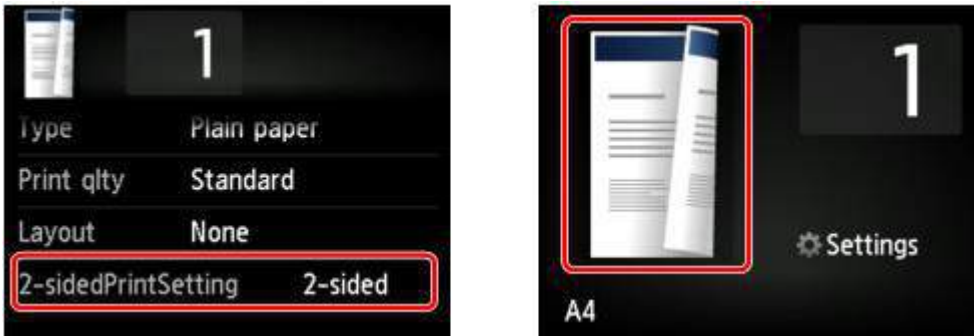 1
Type Plain paper
Print qlty Standard
Layout None
2-sidedPrintSetting 2-sided
1
Settings
A4